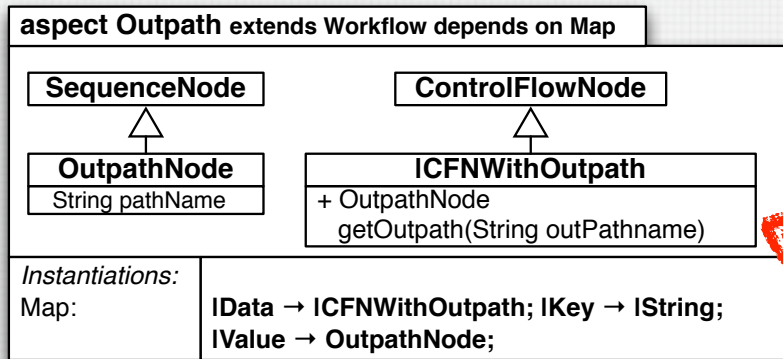 aspect Outpath extends Workflow depends on Map
SequenceNode
ControlFlowNode
OutpathNode
String pathName
|CFNWithOutpath
+ OutpathNode
getOutpath(String outPathname)
Instantiations:
Map:
|Data → |CFNWithOutpath; |Key → |String;
|Value → OutpathNode;